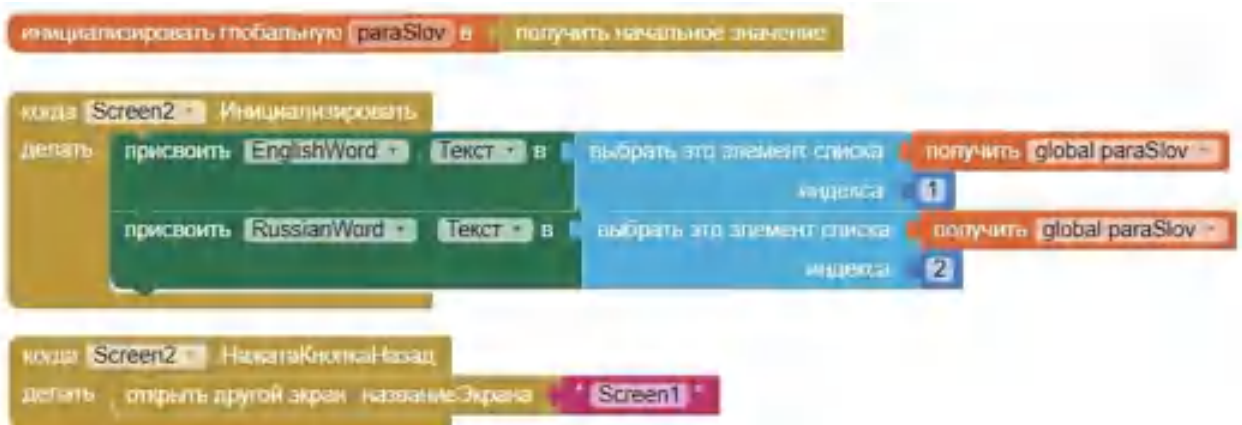 инициализировать глобальную paraSlov в получить начальное значение
когда Screen2 Инициализировать
делать присвоить EnglishWord Текст в выбрать это элемент списка получить global paraSlov
индекса 1
присвоить RussianWord Текст в выбрать это элемент списка получить global paraSlov
индекса 2
когда Screen2 НажатаКнопкаНазад
делать открыть другой экран названиеЭкрана " Screen1 "